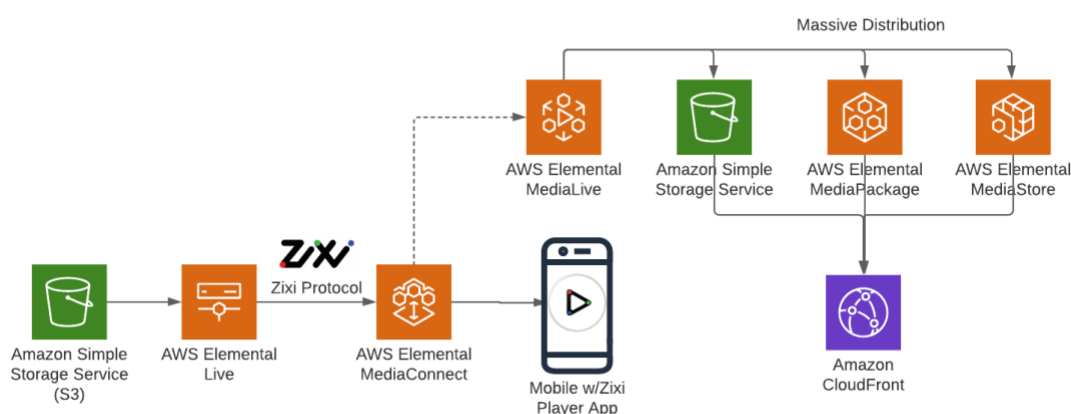 Massive Distribution
AWS Elemental
MediaLive
Amazon Simple
Storage Service
AWS Elemental
MediaPackage
AWS Elemental
MediaStore
ZiXi
Zixi Protocol
Amazon Simple
Storage Service
(S3)
AWS Elemental
Live
AWS Elemental
MediaConnect
Mobile w/Zixi
Player App
Amazon
CloudFront